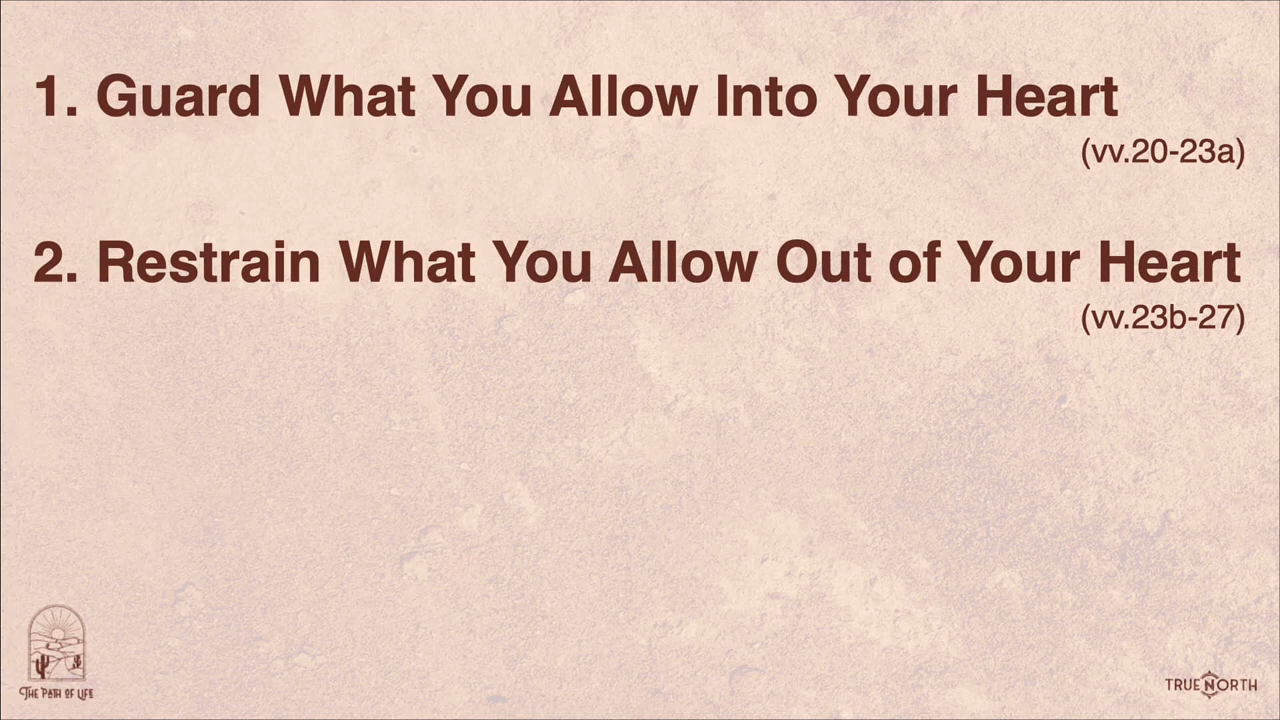 1. Guard What You Allow Into Your Heart
(vv.20-23a)
2. Restrain What You Allow Out of Your Heart
(vv.23b-27)
THE PATH OF LIFE
TRUE NORTH